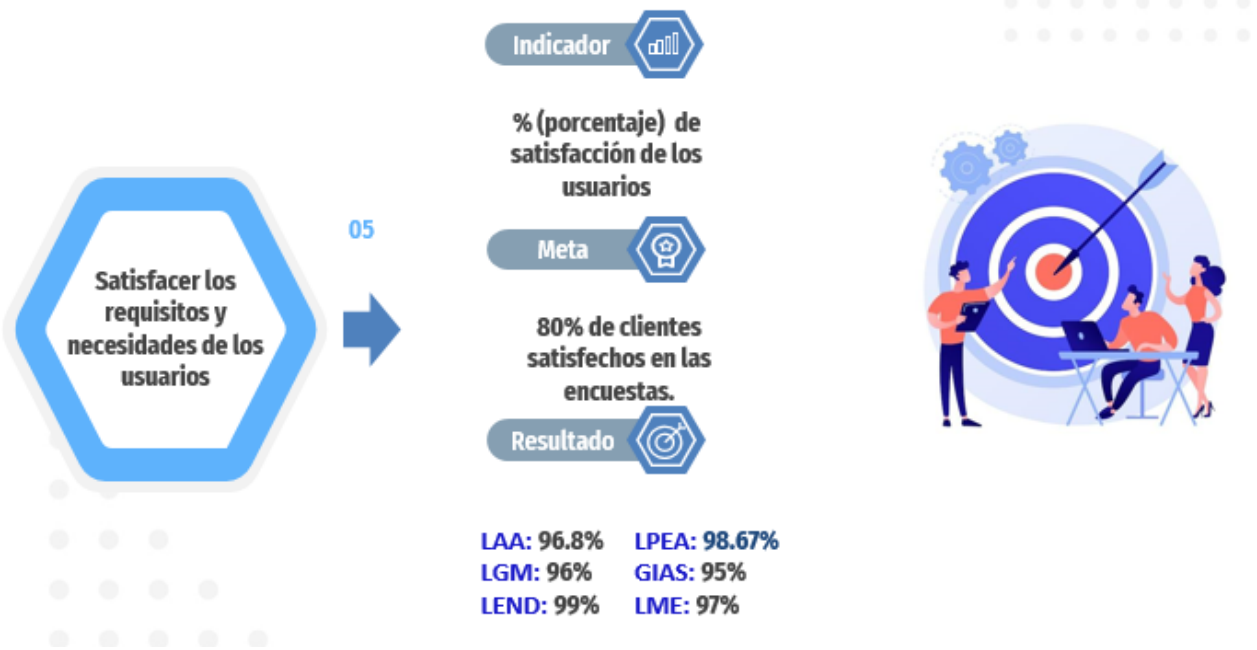 Satisfacer los
requisitos y
necesidades de los
usuarios
05
Indicador
% (porcentaje) de
satisfacción de los
usuarios
Meta
80% de clientes
satisfechos en las
encuestas.
Resultado
LAA: 96.8% LPEA: 98.67%
LGM: 96% GIAS: 95%
LEND: 99% LME: 97%